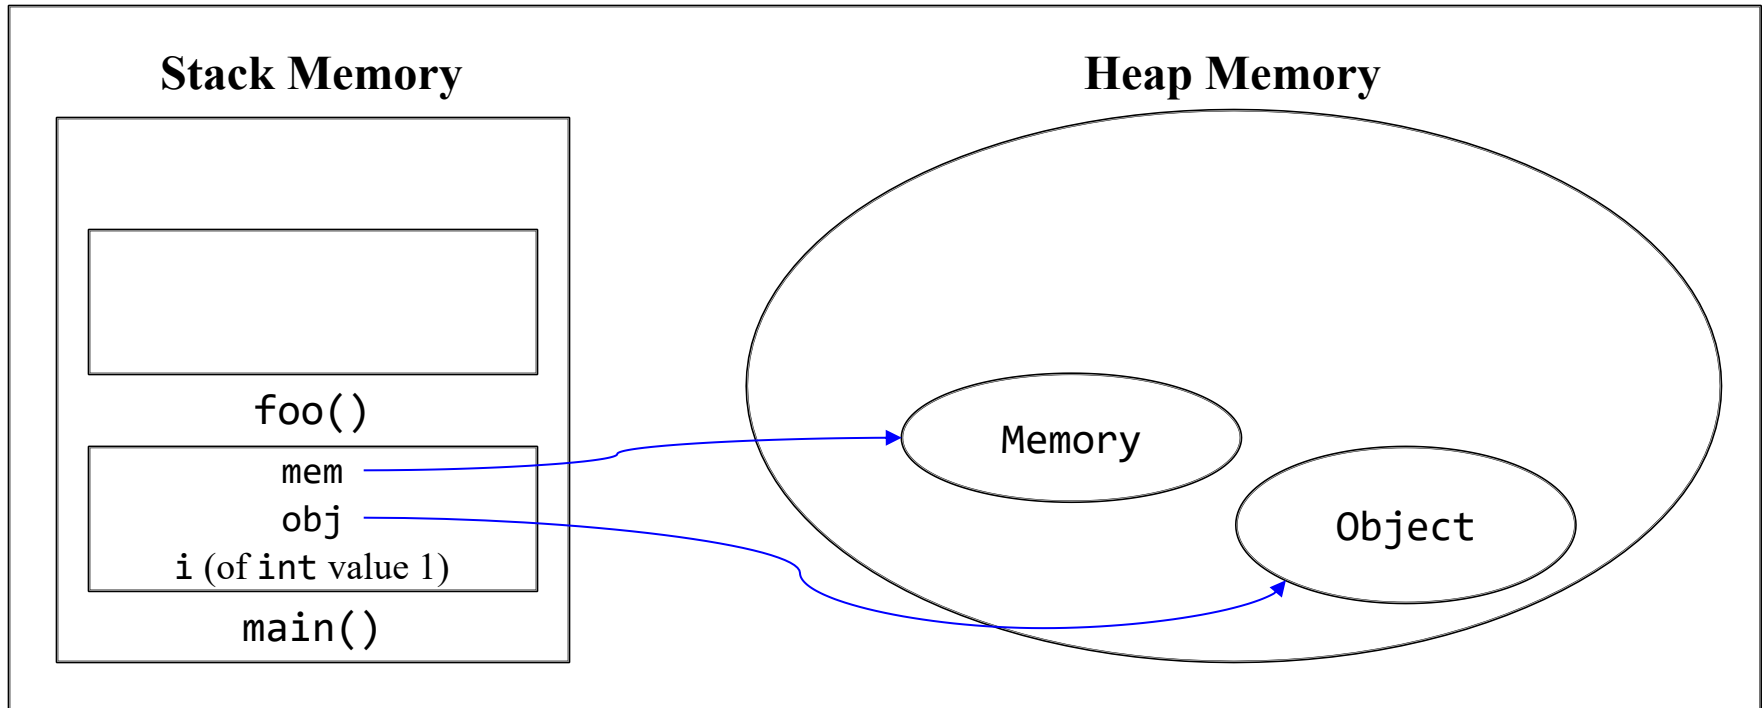 Stack Memory
Heap Memory
foo()
mem
obj
i (of int value 1)
main()
Memory
Object